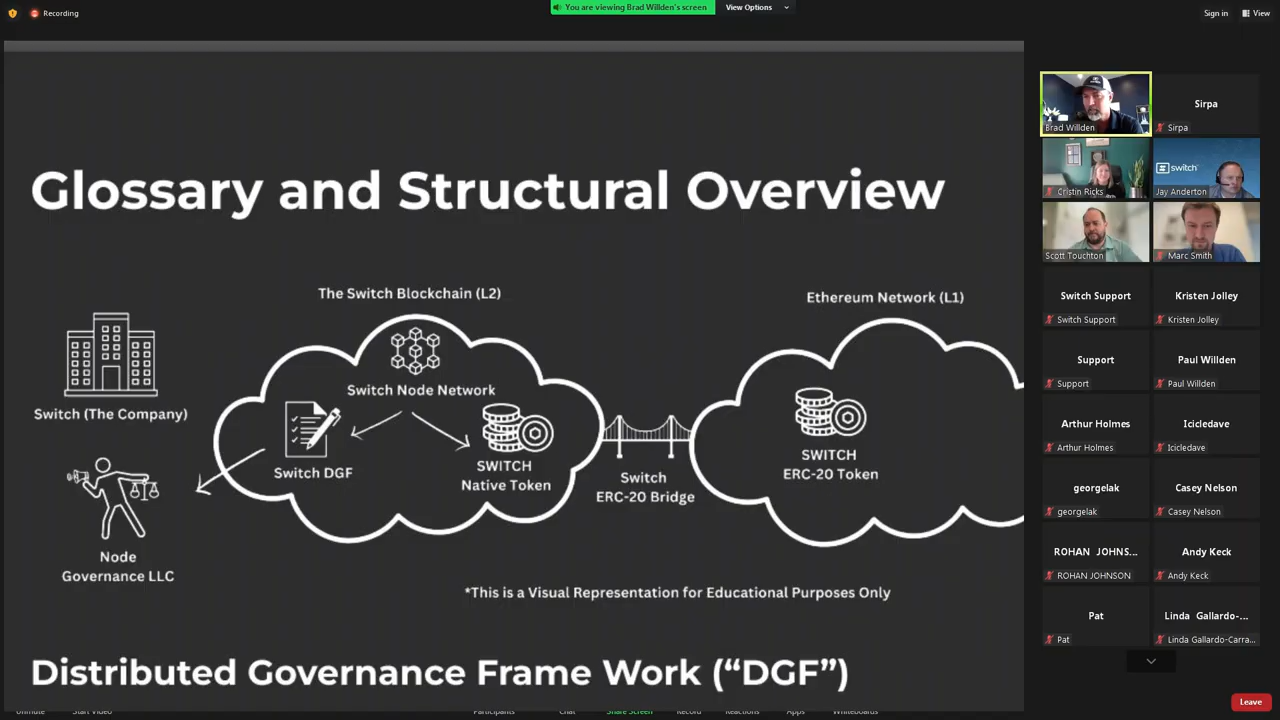 Recording
You are viewing Brad Willden's screen
View Options
Sign in
View
Glossary and Structural Overview
The Switch Blockchain (L2)
Ethereum Network (L1)
Switch Node Network
Switch (The Company)
Switch DGF
SWITCH
Native Token
Switch
ERC-20 Bridge
SWITCH
ERC-20 Token
Node
Governance LLC
*This is a Visual Representation for Educational Purposes Only
Distributed Governance Frame Work (“DGF”)
Brad Willden
Sirpa
Sirpa
Cristin Ricks
switch
Jay Anderton
Scott Touchton
Marc Smith
Switch Support
Switch Support
Kristen Jolley
Kristen Jolley
Support
Support
Paul Willden
Paul Willden
Arthur Holmes
Arthur Holmes
Icicledave
Icicledave
georgelak
georgelak
Casey Nelson
Casey Nelson
ROHAN JOHNS...
ROHAN JOHNSON
Andy Keck
Andy Keck
Pat
Pat
Linda Gallardo-...
Linda Gallardo-Carra...
Unmute
Start Video
Participants
Chat
Share Screen
Record
Reactions
Apps
Whiteboards
Leave